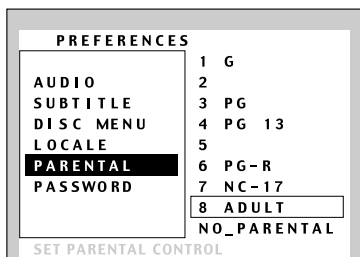 PREFERENCES
AUDIO
SUBTITLE
DISC MENU
LOCALE
PARENTAL
PASSWORD
1 G
2
3 PG
4 PG 13
5
6 PG-R
7 NC-17
8 ADULT
NO_PARENTAL
SET PARENTAL CONTROL